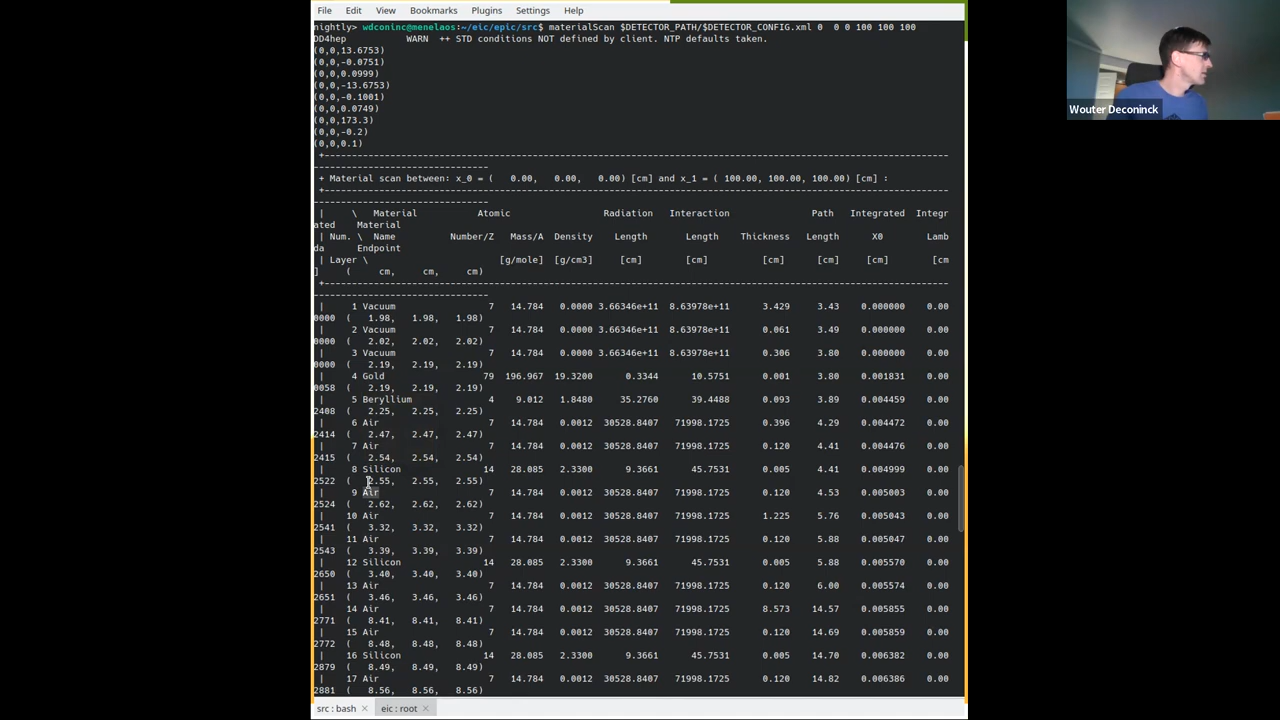 File Edit View Bookmarks Plugins Settings Help
nightly> wdconinc@menelaos:~/eic/epic/src$ materialScan $DETECTOR_PATH/$DETECTOR_CONFIG.xml 0 0 0 100 100 100
DD4hep WARN ++ STD conditions NOT defined by client. NTP defaults taken.
(0,0,13.6753)
(0,0,-0.0751)
(0,0,0.0999)
(0,0,-13.6753)
(0,0,-0.1001)
(0,0,0.0749)
(0,0,173.3)
(0,0,-0.2)
(0,0,0.1)
+ Material scan between: x_0 = ( 0.00, 0.00, 0.00) [cm] and x_1 = ( 100.00, 100.00, 100.00) [cm] :
| \ Material Atomic Radiation Interaction Path Integrated Integr
ated Material
| Num. \ Name Number/Z Mass/A Density Length Length Thickness Length X0 Lamb
da Endpoint
| Layer \ [g/mole] [g/cm3] [cm] [cm] [cm] [cm] [cm] [cm
] ( cm, cm, cm)
| 1 Vacuum 7 14.784 0.0000 3.66346e+11 8.63978e+11 3.429 3.43 0.000000 0.00
0000 ( 1.98, 1.98, 1.98)
| 2 Vacuum 7 14.784 0.0000 3.66346e+11 8.63978e+11 0.061 3.49 0.000000 0.00
0000 ( 2.02, 2.02, 2.02)
| 3 Vacuum 7 14.784 0.0000 3.66346e+11 8.63978e+11 0.306 3.80 0.000000 0.00
0000 ( 2.19, 2.19, 2.19)
| 4 Gold 79 196.967 19.3200 0.3344 10.5751 0.001 3.80 0.001831 0.00
0058 ( 2.19, 2.19, 2.19)
| 5 Beryllium 4 9.012 1.8480 35.2760 39.4488 0.093 3.89 0.004459 0.00
2408 ( 2.25, 2.25, 2.25)
| 6 Air 7 14.784 0.0012 30528.8407 71998.1725 0.396 4.29 0.004472 0.00
2414 ( 2.47, 2.47, 2.47)
| 7 Air 7 14.784 0.0012 30528.8407 71998.1725 0.120 4.41 0.004476 0.00
2415 ( 2.54, 2.54, 2.54)
| 8 Silicon 14 28.085 2.3300 9.3661 45.7531 0.005 4.41 0.004999 0.00
2522 ( 2.55, 2.55, 2.55)
| 9 Air 7 14.784 0.0012 30528.8407 71998.1725 0.120 4.53 0.005003 0.00
2524 ( 2.62, 2.62, 2.62)
| 10 Air 7 14.784 0.0012 30528.8407 71998.1725 1.225 5.76 0.005043 0.00
2541 ( 3.32, 3.32, 3.32)
| 11 Air 7 14.784 0.0012 30528.8407 71998.1725 0.120 5.88 0.005047 0.00
2543 ( 3.39, 3.39, 3.39)
| 12 Silicon 14 28.085 2.3300 9.3661 45.7531 0.005 5.88 0.005570 0.00
2650 ( 3.40, 3.40, 3.40)
| 13 Air 7 14.784 0.0012 30528.8407 71998.1725 0.120 6.00 0.005574 0.00
2651 ( 3.46, 3.46, 3.46)
| 14 Air 7 14.784 0.0012 30528.8407 71998.1725 8.573 14.57 0.005855 0.00
2771 ( 8.41, 8.41, 8.41)
| 15 Air 7 14.784 0.0012 30528.8407 71998.1725 0.120 14.69 0.005859 0.00
2772 ( 8.48, 8.48, 8.48)
| 16 Silicon 14 28.085 2.3300 9.3661 45.7531 0.005 14.70 0.006382 0.00
2879 ( 8.49, 8.49, 8.49)
| 17 Air 7 14.784 0.0012 30528.8407 71998.1725 0.120 14.82 0.006386 0.00
2881 ( 8.56, 8.56, 8.56)
src : bash eic : root
Wouter Deconinck